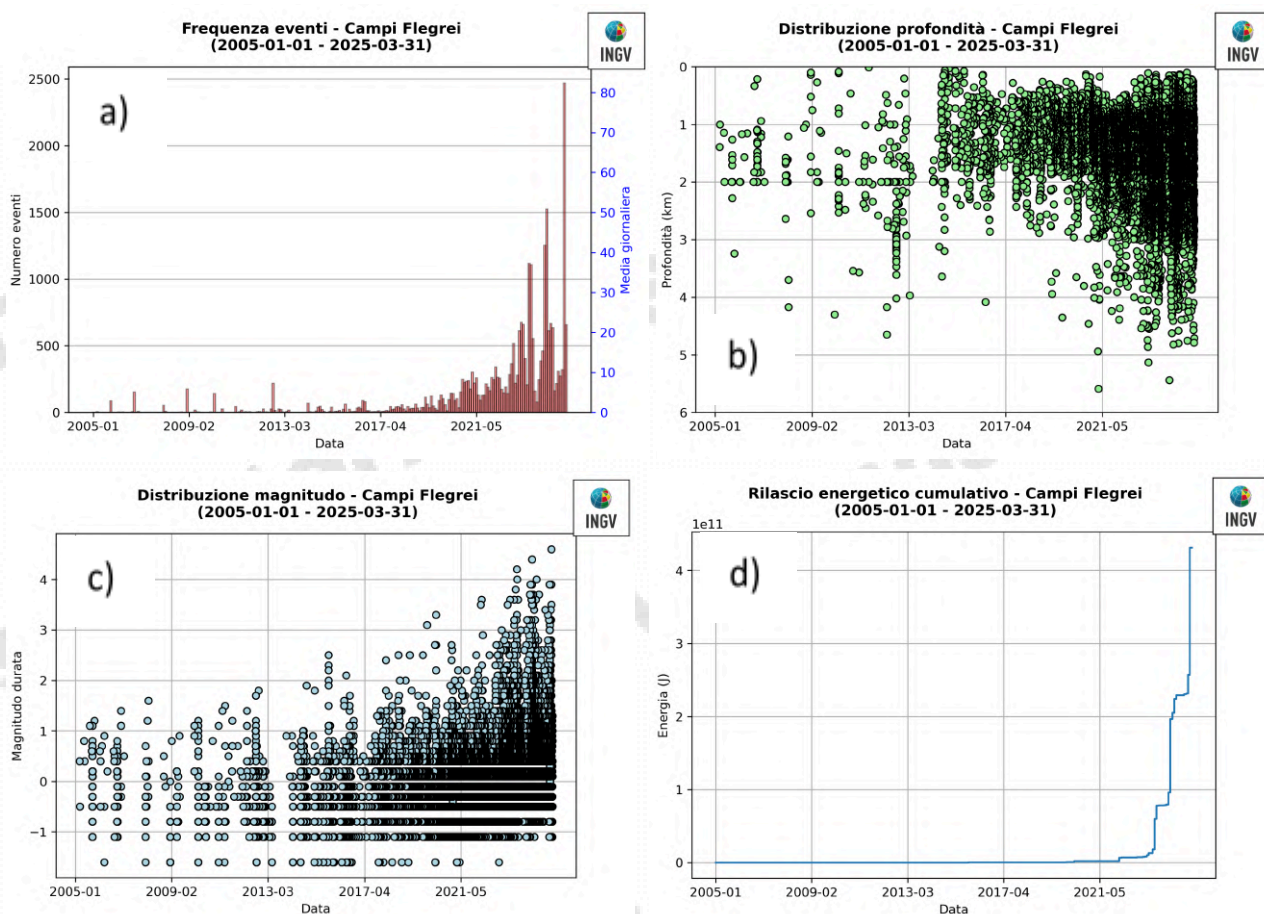 Frequenza eventi - Campi Flegrei
(2005-01-01 - 2025-03-31)
INGV
a)
Numero eventi
2500
2000
1500
1000
500
0
80
70
60
50
40
30
20
10
0
Media giornaliera
2005-01 2009-02 2013-03 2017-04 2021-05
Data
Distribuzione profondità - Campi Flegrei
(2005-01-01 - 2025-03-31)
INGV
b)
Profondità (km)
0
1
2
3
4
5
6
2005-01 2009-02 2013-03 2017-04 2021-05
Data
Distribuzione magnitudo - Campi Flegrei
(2005-01-01 - 2025-03-31)
INGV
c)
Magnitudo durata
4
3
2
1
0
−1
2005-01 2009-02 2013-03 2017-04 2021-05
Data
Rilascio energetico cumulativo - Campi Flegrei
(2005-01-01 - 2025-03-31)
INGV
1e11
d)
Energia (J)
4
3
2
1
0
2005-01 2009-02 2013-03 2017-04 2021-05
Data